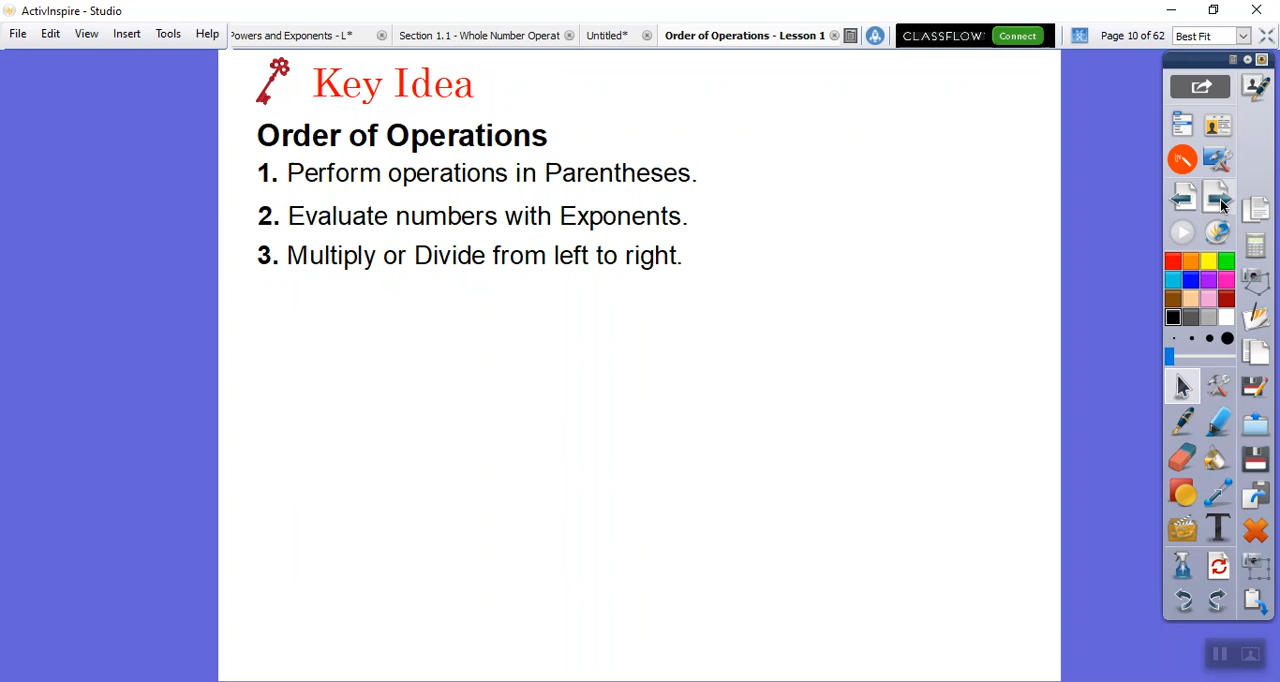 ActivInspire - Studio
File Edit View Insert Tools Help
Powers and Exponents - L* Section 1.1 - Whole Number Operat Untitled* Order of Operations - Lesson 1 CLASSFLOW Connect Page 10 of 62 Best Fit
Key Idea
Order of Operations
1. Perform operations in Parentheses.
2. Evaluate numbers with Exponents.
3. Multiply or Divide from left to right.